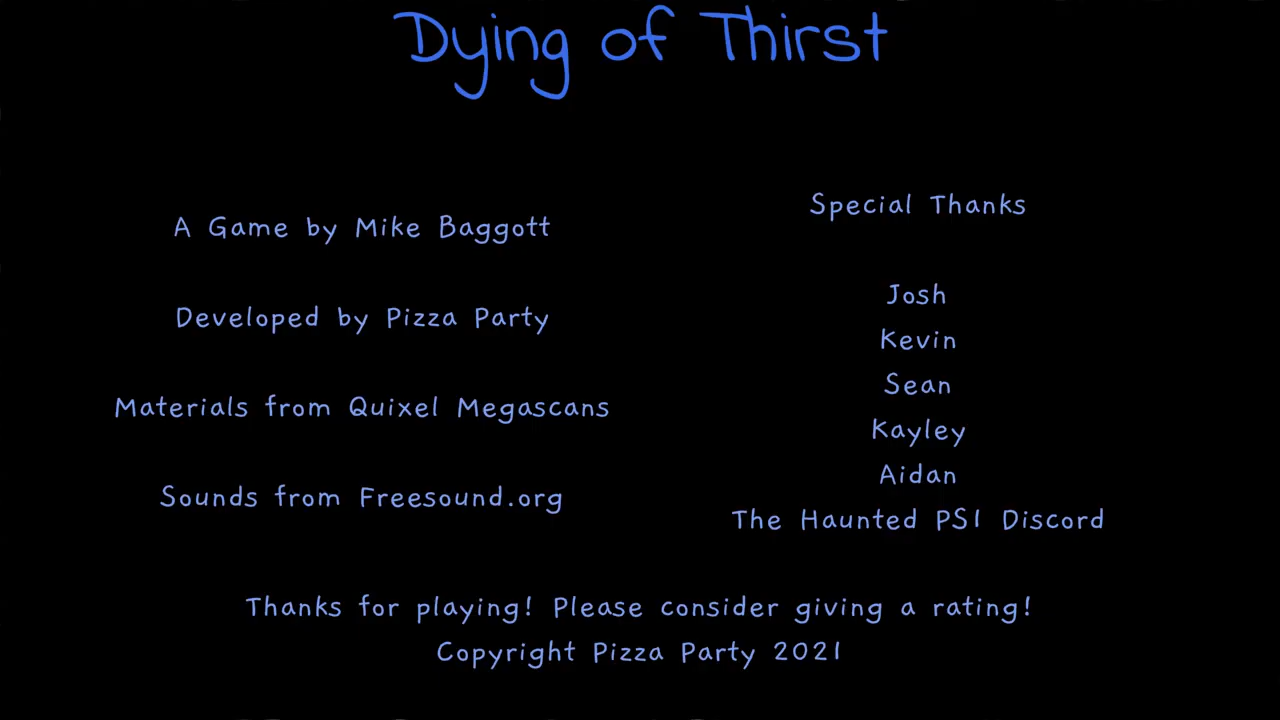 Dying of Thirst
A Game by Mike Baggott
Developed by Pizza Party
Materials from Quixel Megascans
Sounds from Freesound.org
Special Thanks
Josh
Kevin
Sean
Kayley
Aidan
The Haunted PS1 Discord
Thanks for playing! Please consider giving a rating!
Copyright Pizza Party 2021